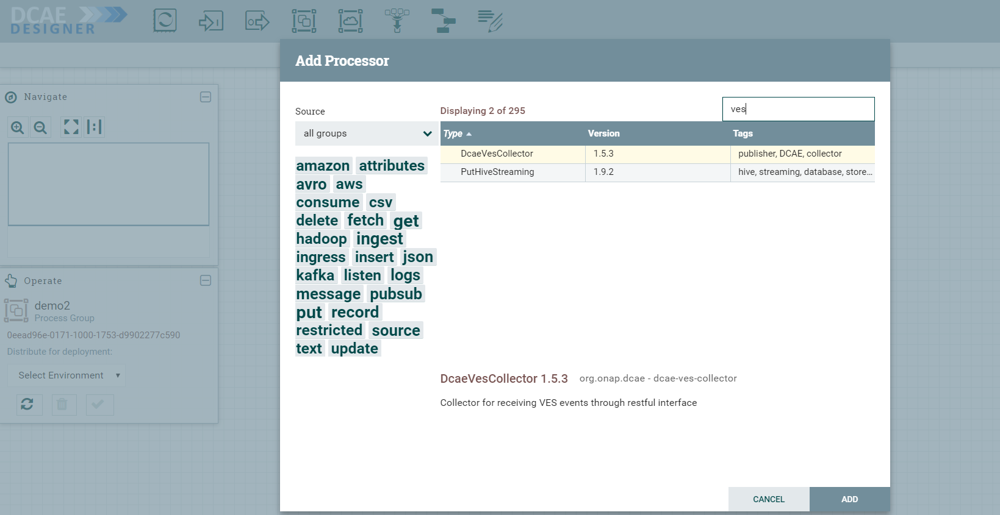 DCAE
DESIGNER
Add Processor
Navigate
Source
Displaying 2 of 295
ves
all groups
Type Version Tags
DcaeVesCollector 1.5.3 publisher, DCAE, collector
PutHiveStreaming 1.9.2 hive, streaming, database, store...
amazon attributes
avro aws
consume csv
delete fetch get
hadoop ingest
ingress insert json
kafka listen logs
message pubsub
put record
restricted source
text update
Operate
demo2
Process Group
0eead96e-0171-1000-1753-d9902277c590
Distribute for deployment:
Select Environment
DcaeVesCollector 1.5.3 org.onap.dcae - dcae-ves-collector
Collector for receiving VES events through restful interface
CANCEL ADD